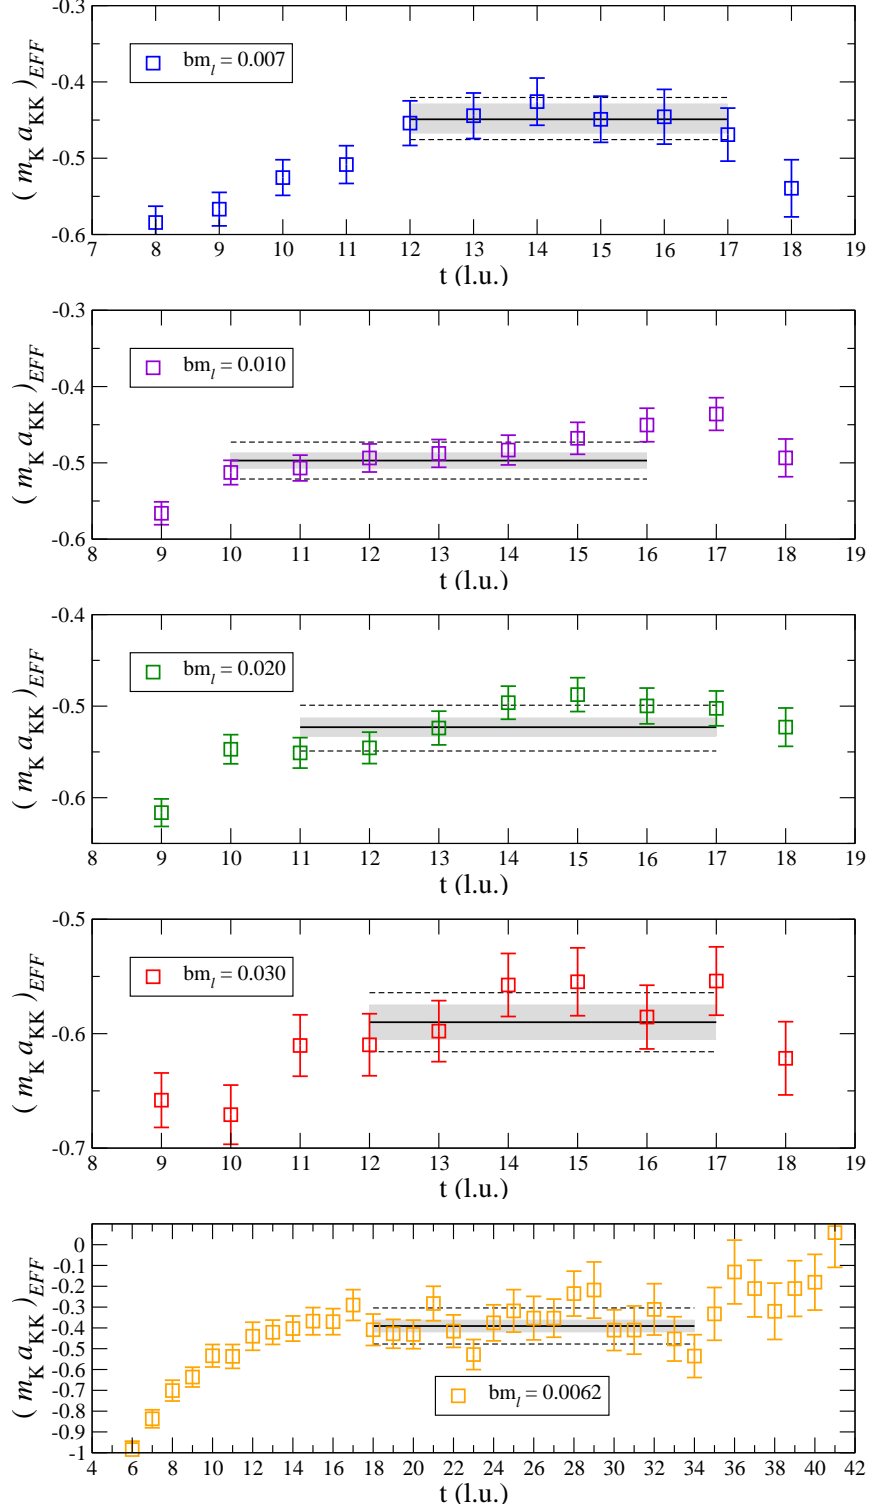 -0.3
bm_l = 0.007
-0.4
-0.5
-0.6
( m_K a_KK )_EFF
7 8 9 10 11 12 13 14 15 16 17 18 19
t (l.u.)
-0.3
bm_l = 0.010
-0.4
-0.5
-0.6
( m_K a_KK )_EFF
8 9 10 11 12 13 14 15 16 17 18 19
t (l.u.)
-0.4
bm_l = 0.020
-0.5
-0.6
( m_K a_KK )_EFF
8 9 10 11 12 13 14 15 16 17 18 19
t (l.u.)
-0.5
bm_l = 0.030
-0.6
-0.7
( m_K a_KK )_EFF
8 9 10 11 12 13 14 15 16 17 18 19
t (l.u.)
0
-0.1
-0.2
-0.3
-0.4
-0.5
-0.6
-0.7
-0.8
-0.9
-1
( m_K a_KK )_EFF
bm_l = 0.0062
4 6 8 10 12 14 16 18 20 22 24 26 28 30 32 34 36 38 40 42
t (l.u.)